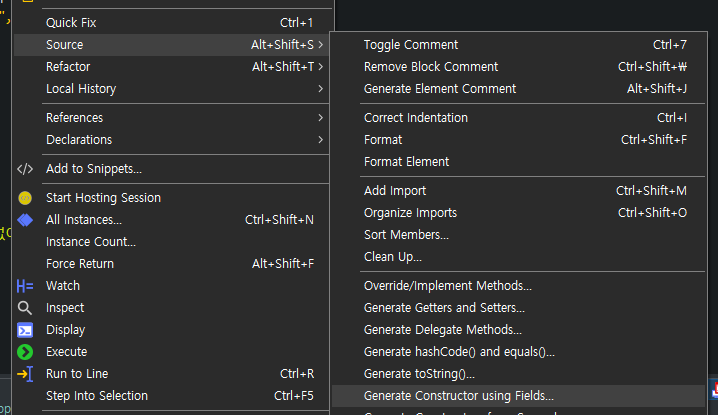 Quick Fix Ctrl+1
Source Alt+Shift+S >
Refactor Alt+Shift+T >
Local History >
References >
Declarations >
Add to Snippets...
Start Hosting Session
All Instances... Ctrl+Shift+N
Instance Count...
Force Return Alt+Shift+F
Watch
Inspect
Display
Execute
Run to Line Ctrl+R
Step Into Selection Ctrl+F5
Toggle Comment Ctrl+7
Remove Block Comment Ctrl+Shift+₩
Generate Element Comment Alt+Shift+J
Correct Indentation Ctrl+I
Format Ctrl+Shift+F
Format Element
Add Import Ctrl+Shift+M
Organize Imports Ctrl+Shift+O
Sort Members...
Clean Up...
Override/Implement Methods...
Generate Getters and Setters...
Generate Delegate Methods...
Generate hashCode() and equals()...
Generate toString()...
Generate Constructor using Fields...